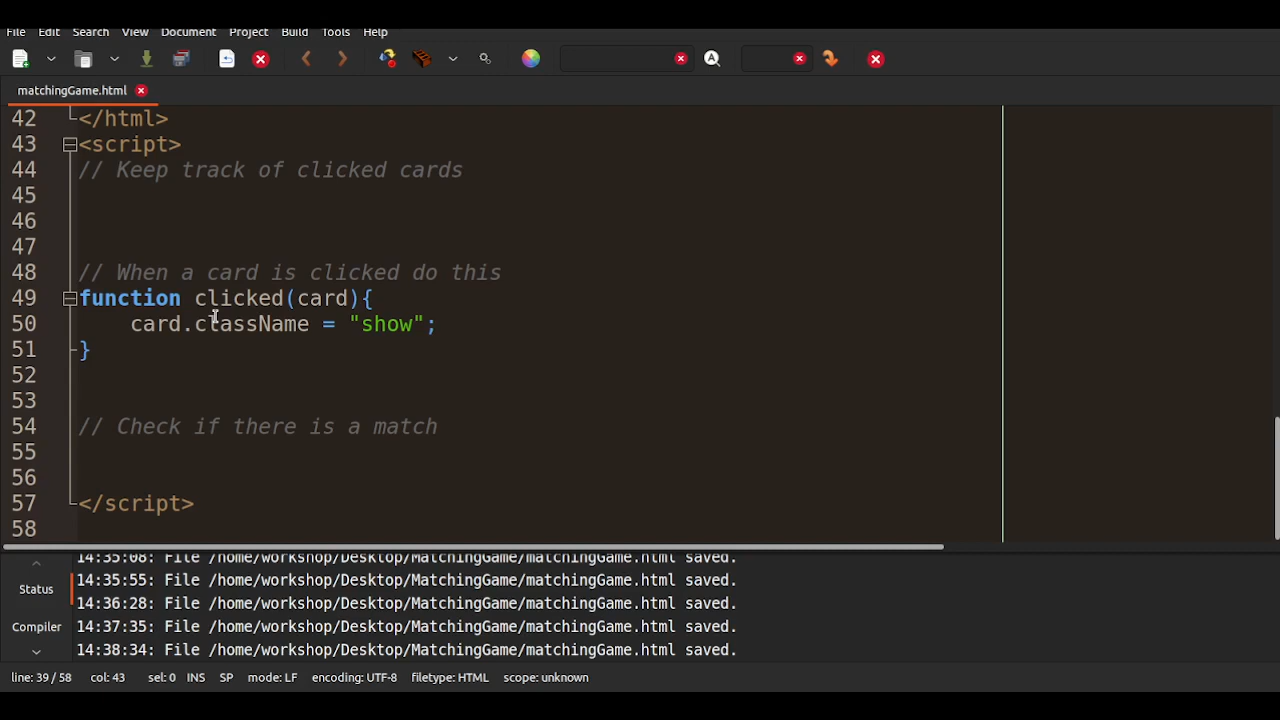 File Edit Search View Document Project Build Tools Help
matchingGame.html
42 </html>
43 <script>
44 // Keep track of clicked cards
45
46
47
48 // When a card is clicked do this
49 function clicked(card){
50 card.className = "show";
51 }
52
53
54 // Check if there is a match
55
56
57 </script>
58
14:35:08: File /home/workshop/Desktop/MatchingGame/matchingGame.html saved.
Status 14:35:55: File /home/workshop/Desktop/MatchingGame/matchingGame.html saved.
14:36:28: File /home/workshop/Desktop/MatchingGame/matchingGame.html saved.
Compiler 14:37:35: File /home/workshop/Desktop/MatchingGame/matchingGame.html saved.
14:38:34: File /home/workshop/Desktop/MatchingGame/matchingGame.html saved.
line: 39 / 58 col: 43 sel: 0 INS SP mode: LF encoding: UTF-8 filetype: HTML scope: unknown